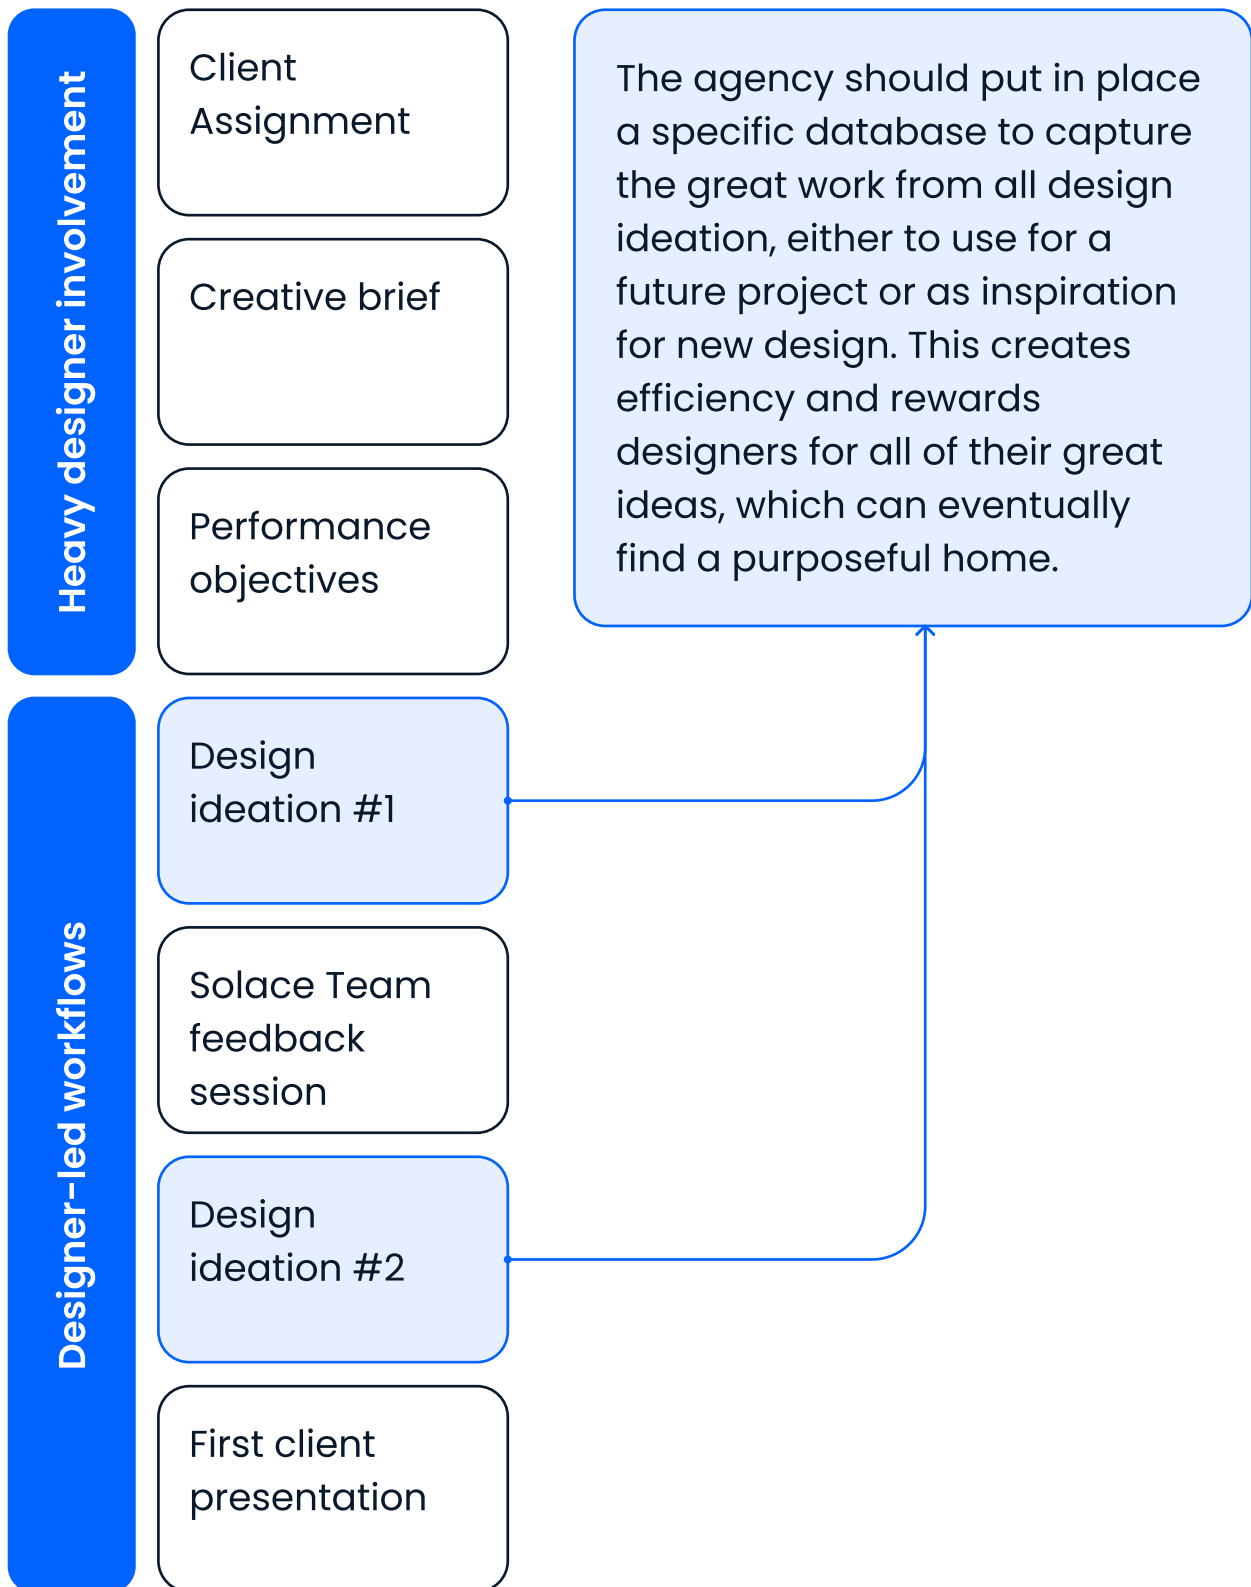 Heavy designer involvement
Client
Assignment
Creative brief
Performance
objectives
The agency should put in place
a specific database to capture
the great work from all design
ideation, either to use for a
future project or as inspiration
for new design. This creates
efficiency and rewards
designers for all of their great
ideas, which can eventually
find a purposeful home.
Designer-led workflows
Design
ideation #1
Solace Team
feedback
session
Design
ideation #2
First client
presentation